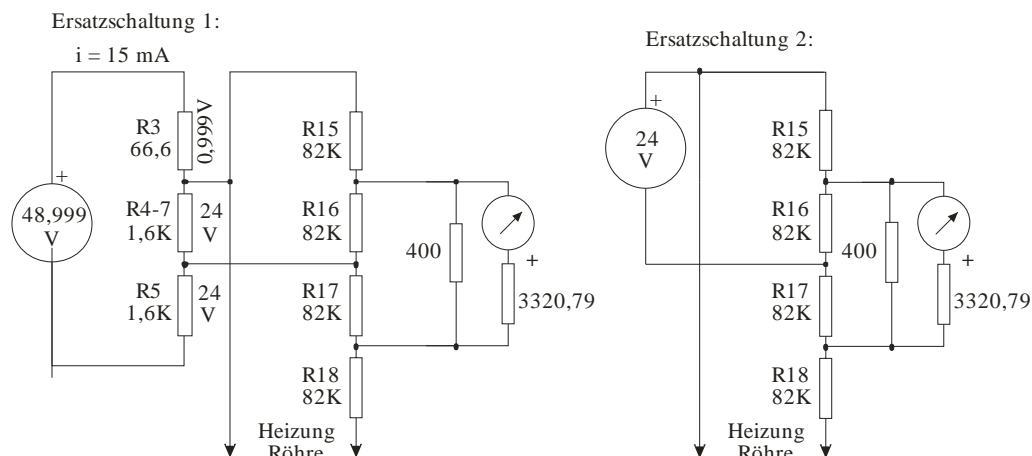 Ersatzschaltung 1:
i = 15 mA
+
48,999
V
R3
66,6
0,999V
R4-7
1,6K
24
V
R5
1,6K
24
V
R15
82K
R16
82K
R17
82K
R18
82K
400
+
3320,79
Heizung
Röhre
Ersatzschaltung 2:
+
24
V
R15
82K
R16
82K
R17
82K
R18
82K
400
+
3320,79
Heizung
Röhre